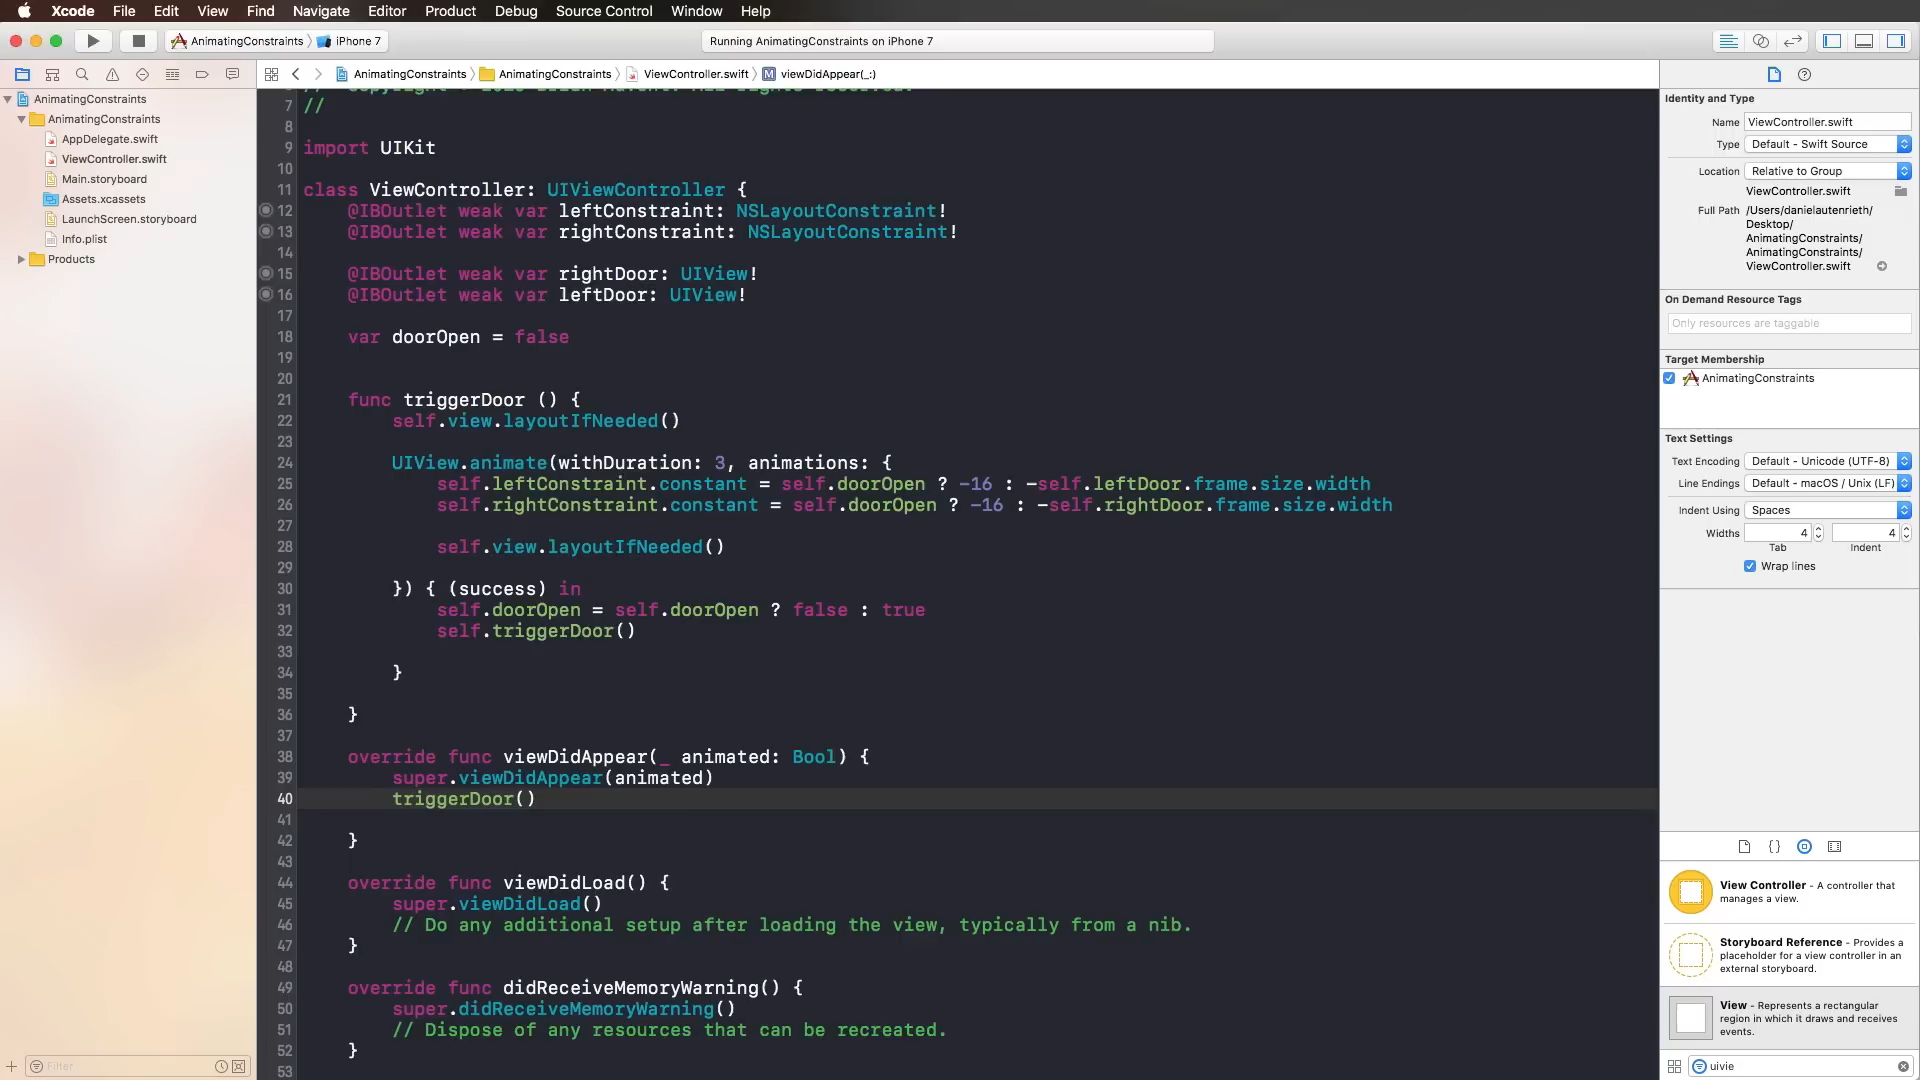 Xcode File Edit View Find Navigate Editor Product Debug Source Control Window Help
AnimatingConstraints iPhone 7
Running AnimatingConstraints on iPhone 7
AnimatingConstraints AnimatingConstraints ViewController.swift M viewDidAppear(_:)
AnimatingConstraints
AnimatingConstraints
AppDelegate.swift
ViewController.swift
Main.storyboard
Assets.xcassets
LaunchScreen.storyboard
Info.plist
Products
Filter
7 //
8
9 import UIKit
10
11 class ViewController: UIViewController {
12 @IBOutlet weak var leftConstraint: NSLayoutConstraint!
13 @IBOutlet weak var rightConstraint: NSLayoutConstraint!
14
15 @IBOutlet weak var rightDoor: UIView!
16 @IBOutlet weak var leftDoor: UIView!
17
18 var doorOpen = false
19
20
21 func triggerDoor () {
22 self.view.layoutIfNeeded()
23
24 UIView.animate(withDuration: 3, animations: {
25 self.leftConstraint.constant = self.doorOpen ? -16 : -self.leftDoor.frame.size.width
26 self.rightConstraint.constant = self.doorOpen ? -16 : -self.rightDoor.frame.size.width
27
28 self.view.layoutIfNeeded()
29
30 }) { (success) in
31 self.doorOpen = self.doorOpen ? false : true
32 self.triggerDoor()
33
34 }
35
36 }
37
38 override func viewDidAppear(_ animated: Bool) {
39 super.viewDidAppear(animated)
40 triggerDoor()
41
42 }
43
44 override func viewDidLoad() {
45 super.viewDidLoad()
46 // Do any additional setup after loading the view, typically from a nib.
47 }
48
49 override func didReceiveMemoryWarning() {
50 super.didReceiveMemoryWarning()
51 // Dispose of any resources that can be recreated.
52 }
53
Identity and Type
Name ViewController.swift
Type Default - Swift Source
Location Relative to Group
ViewController.swift
Full Path /Users/danielautenrieth/
Desktop/
AnimatingConstraints/
AnimatingConstraints/
ViewController.swift
On Demand Resource Tags
Only resources are taggable
Target Membership
AnimatingConstraints
Text Settings
Text Encoding Default - Unicode (UTF-8)
Line Endings Default - macOS / Unix (LF)
Indent Using Spaces
Widths 4 4
Tab Indent
Wrap lines
View Controller - A controller that
manages a view.
Storyboard Reference - Provides a
placeholder for a view controller in an
external storyboard.
View - Represents a rectangular
region in which it draws and receives
events.
uivie